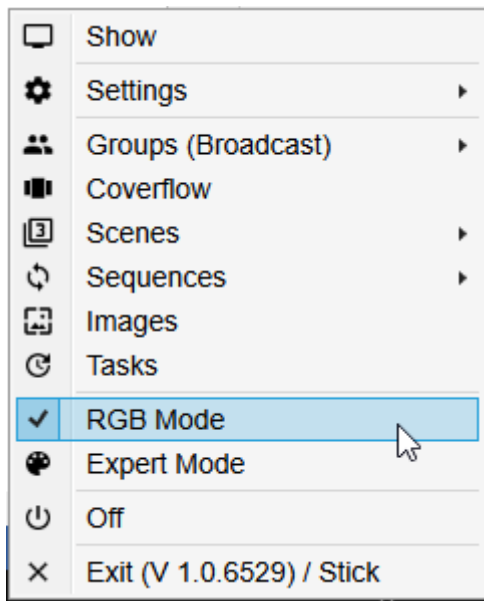 Show
Settings
Groups (Broadcast)
Coverflow
3 Scenes
Sequences
Images
Tasks
RGB Mode
Expert Mode
Off
Exit (V 1.0.6529) / Stick